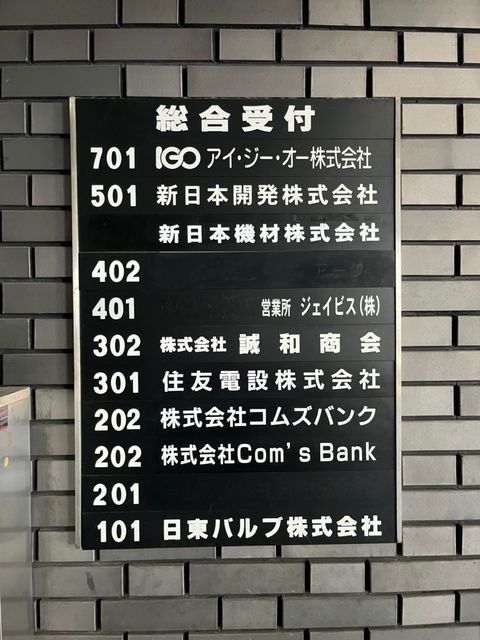 総合受付
701 IGO アイ・ジー・オー株式会社
501 新日本開発株式会社
新日本機材株式会社
402
401 営業所 ジェイビス(株)
302 株式会社 誠和商会
301 住友電設株式会社
202 株式会社コムズバンク
202 株式会社Com's Bank
201
101 日東バルブ株式会社